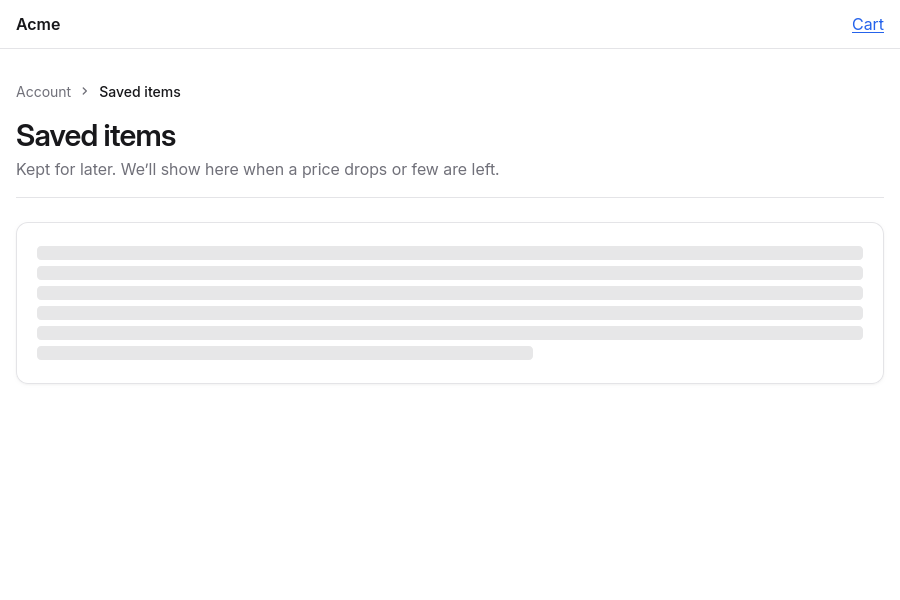 Acme
Cart
Account
Saved items
Saved items
Kept for later. We’ll show here when a price drops or few are left.